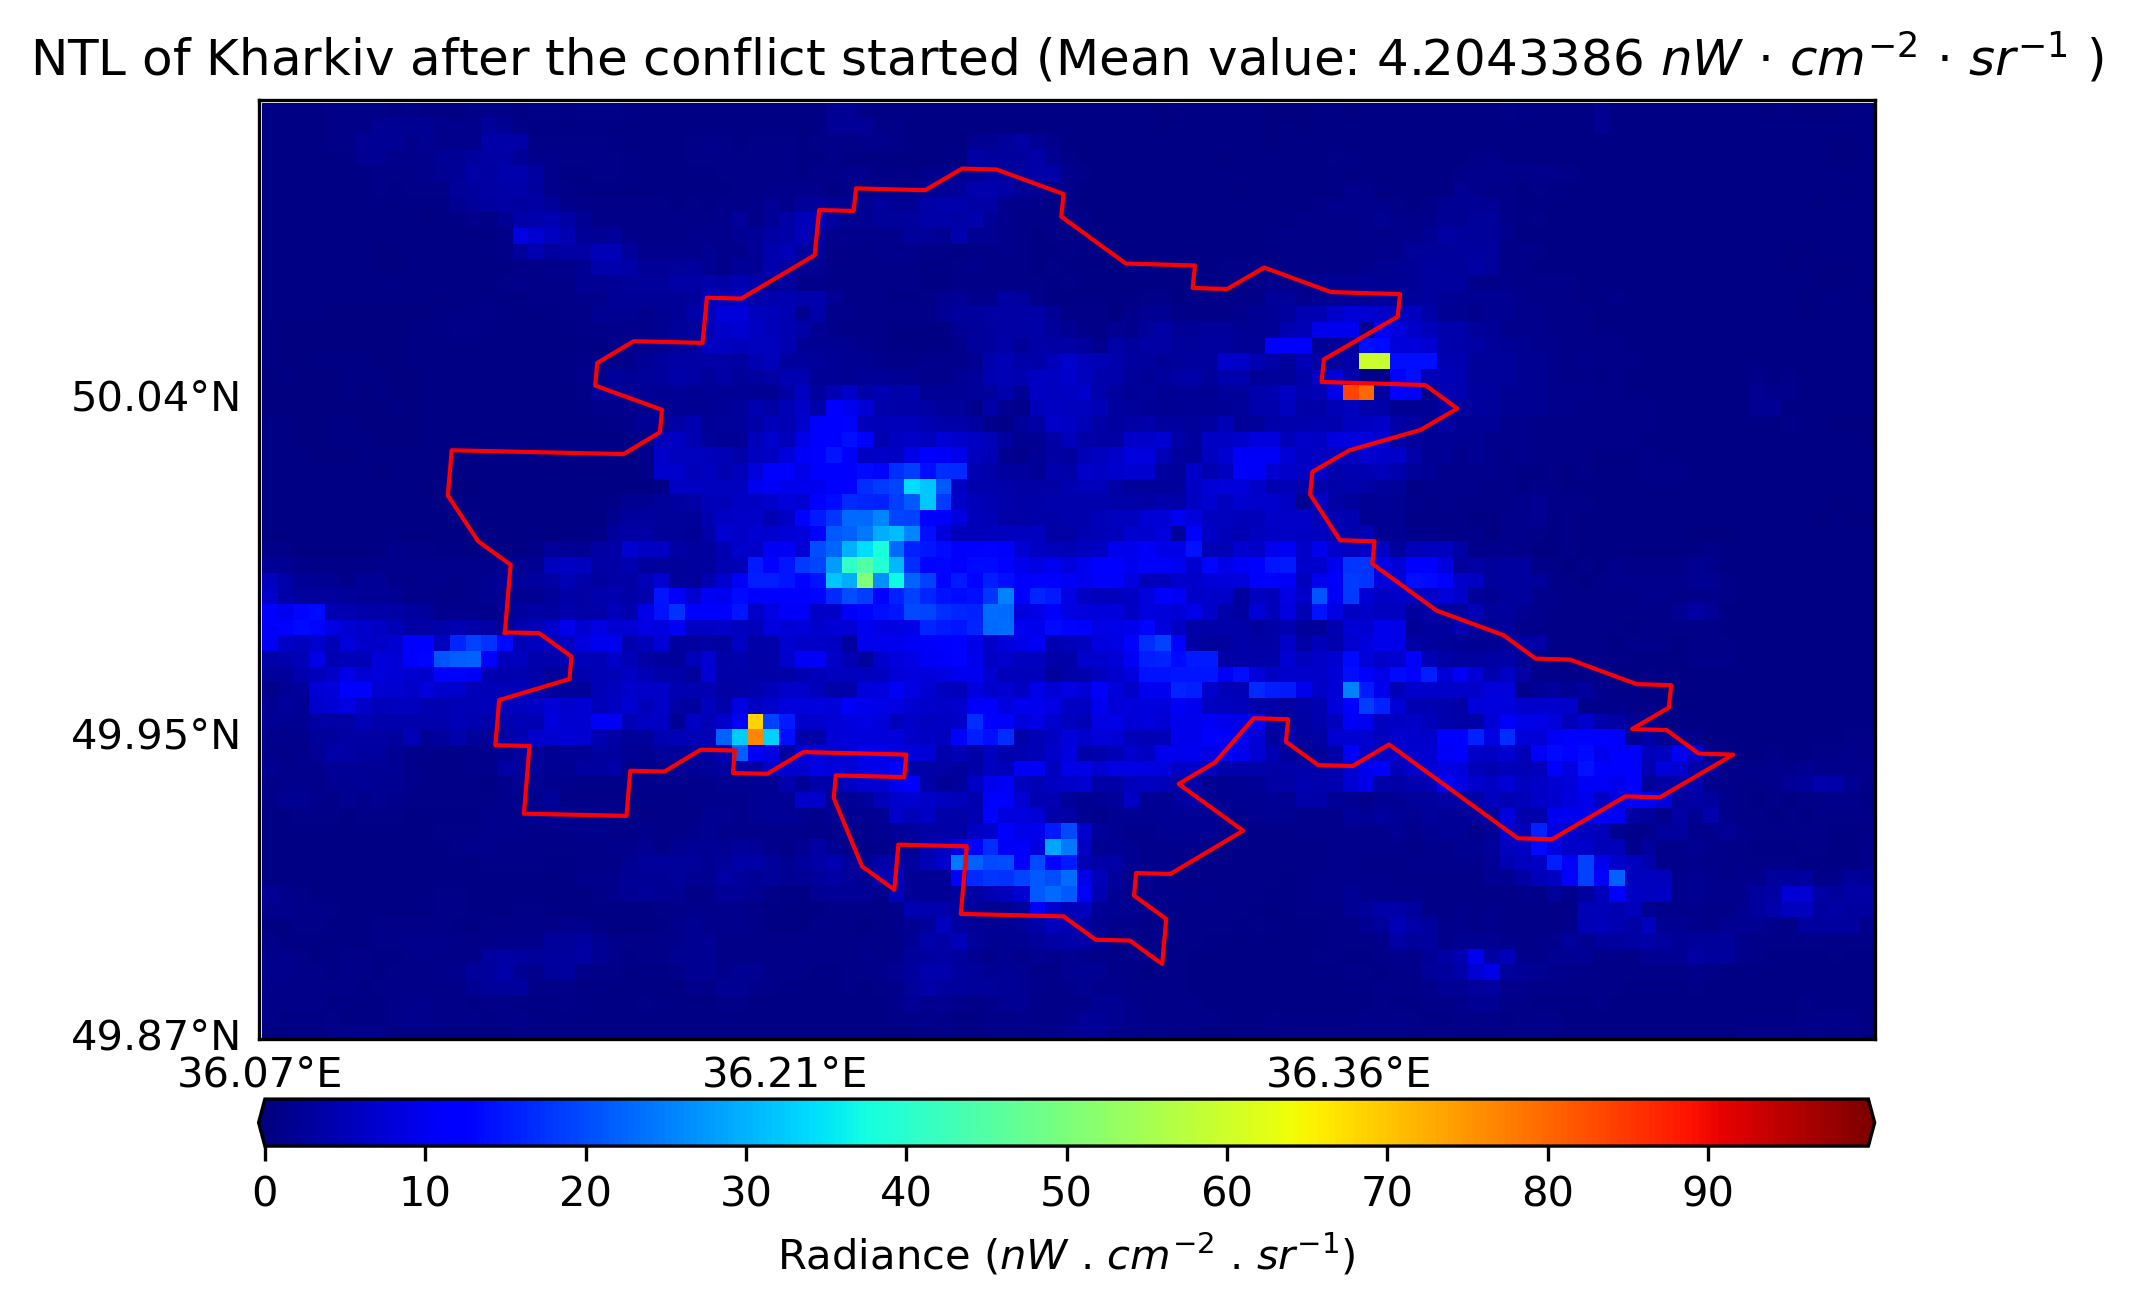 NTL of Kharkiv after the conflict started (Mean value: 4.2043386 nW · cm⁻² · sr⁻¹ )
50.04°N
49.95°N
49.87°N
36.07°E 36.21°E 36.36°E
0 10 20 30 40 50 60 70 80 90
Radiance (nW . cm⁻² . sr⁻¹)